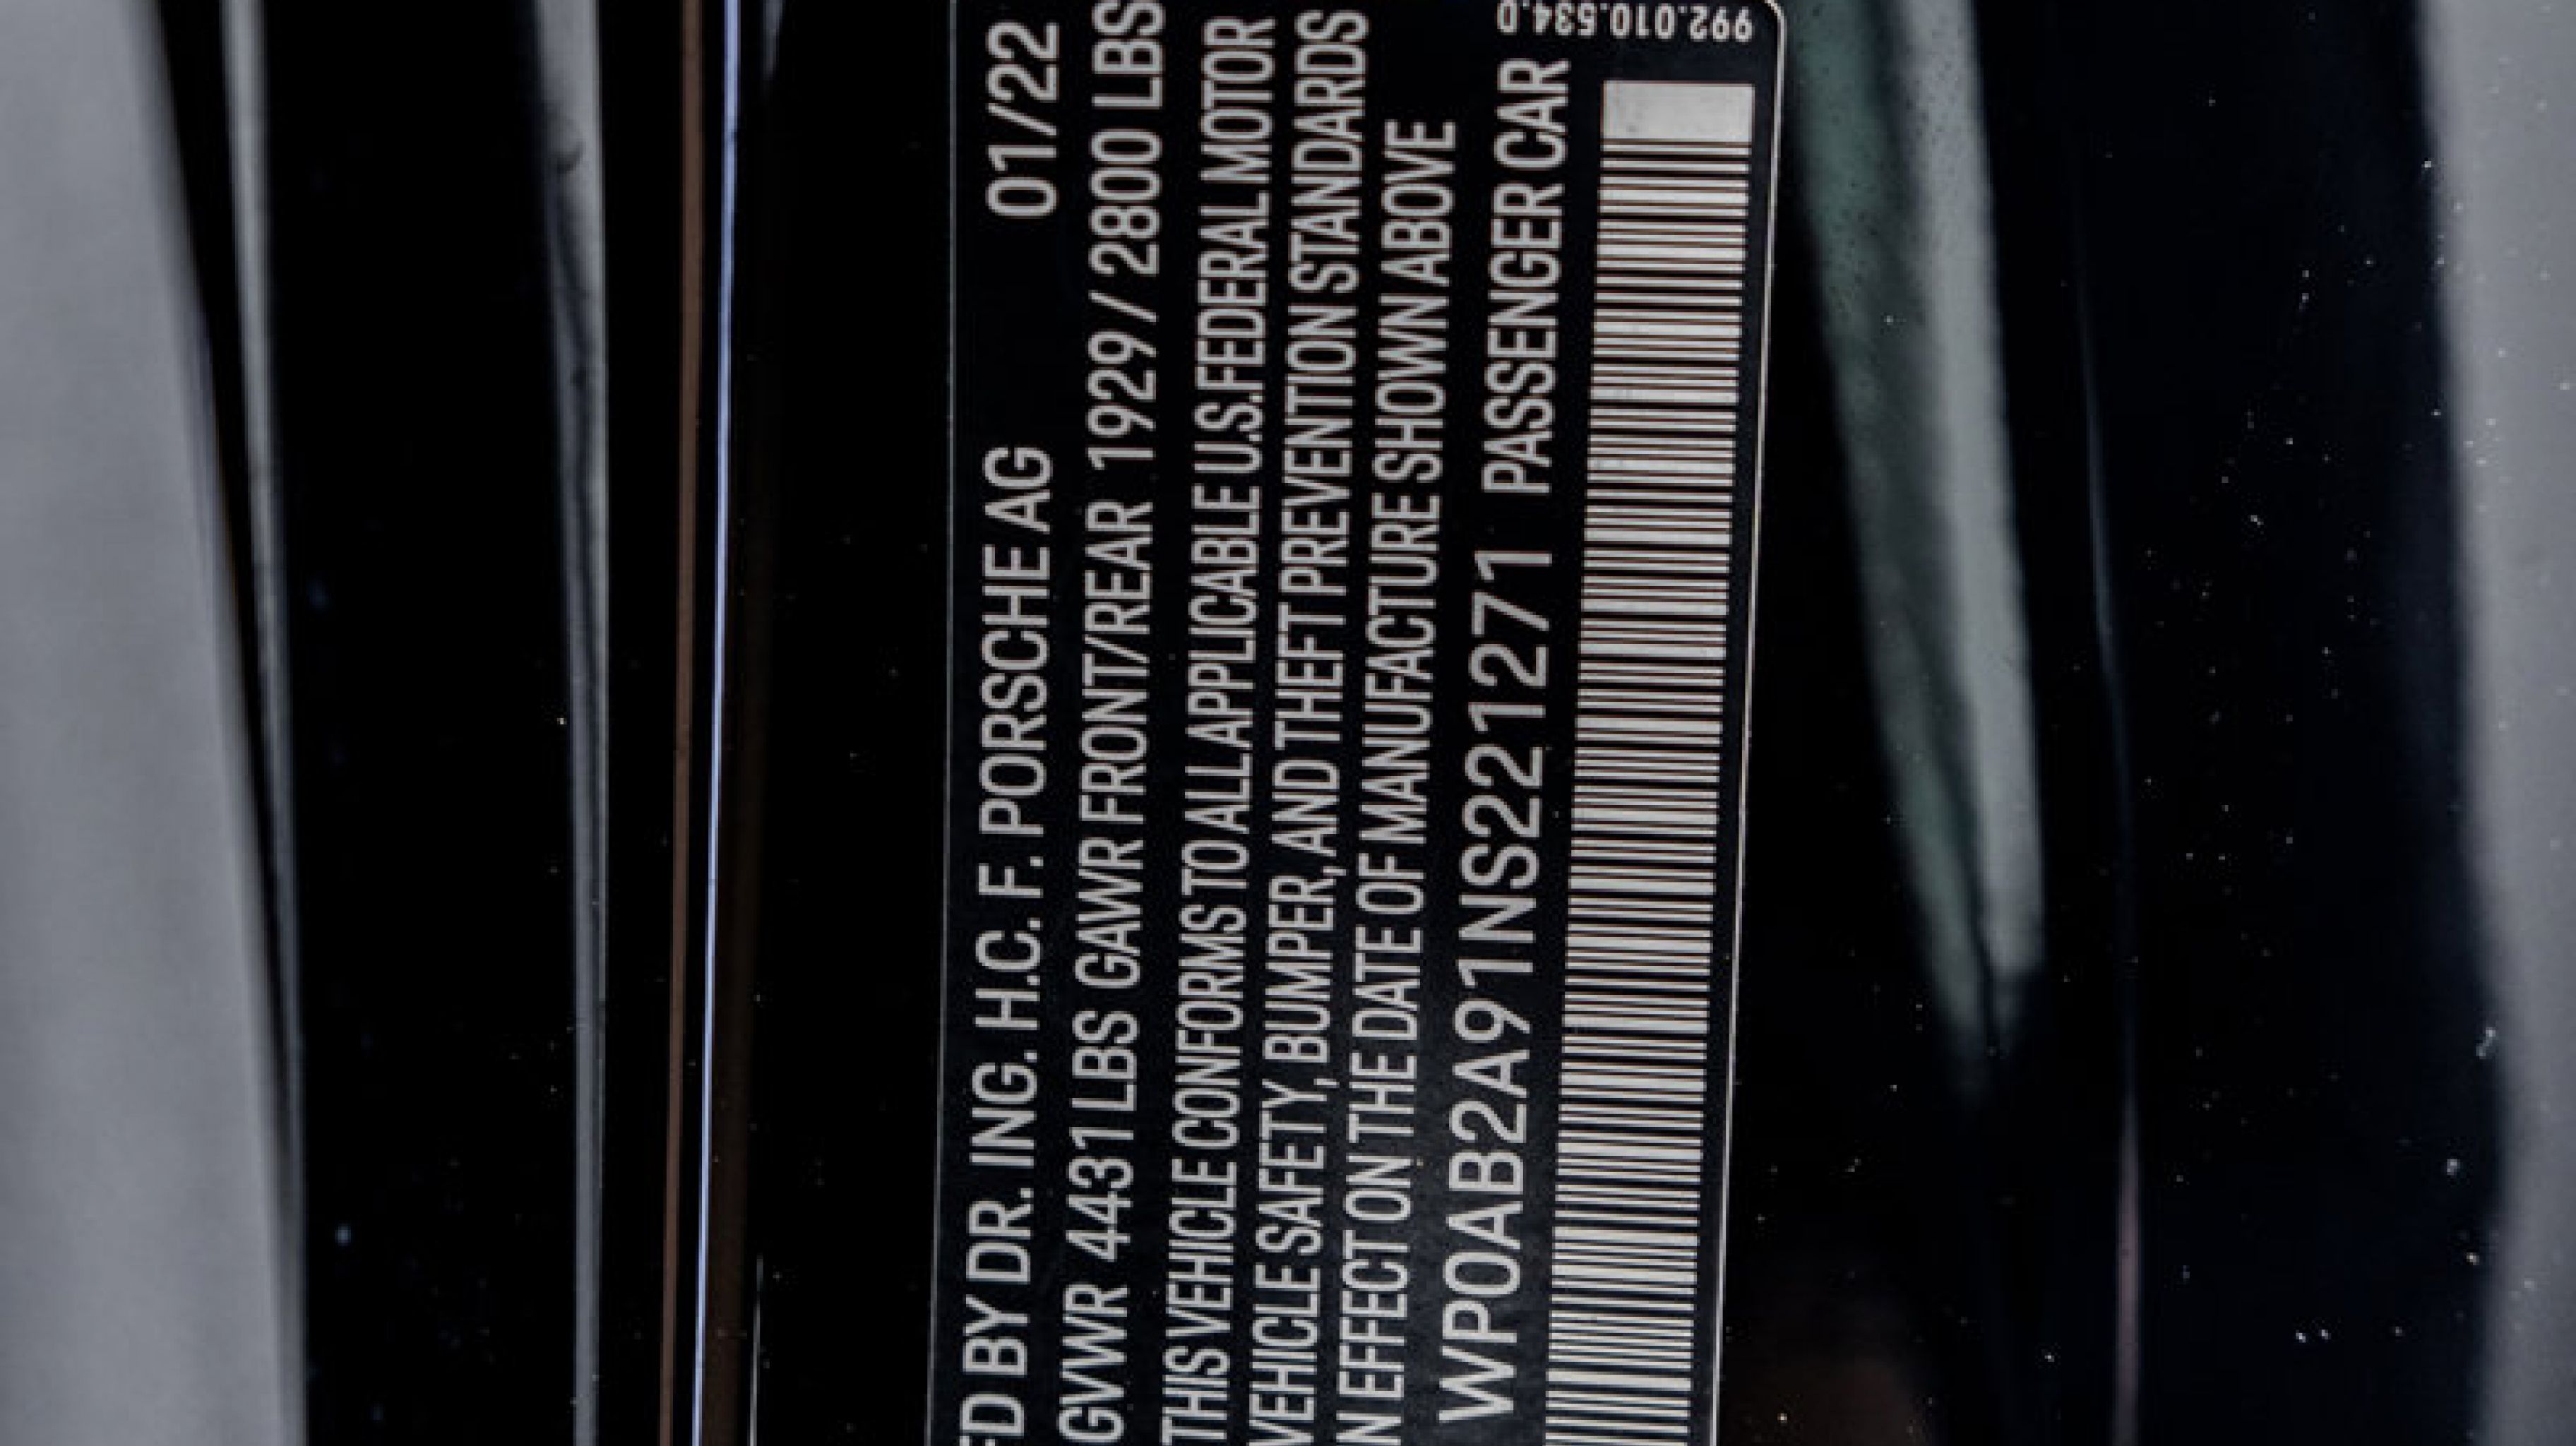 ED BY DR. ING. H.C. F. PORSCHE AG 01/22
GVWR 4431 LBS GAWR FRONT/REAR 1929 / 2800 LBS
THIS VEHICLE CONFORMS TO ALL APPLICABLE U.S. FEDERAL MOTOR
VEHICLE SAFETY, BUMPER, AND THEFT PREVENTION STANDARDS
N EFFECT ON THE DATE OF MANUFACTURE SHOWN ABOVE
WP0AB2A91NS221271 PASSENGER CAR
992.010.534.D